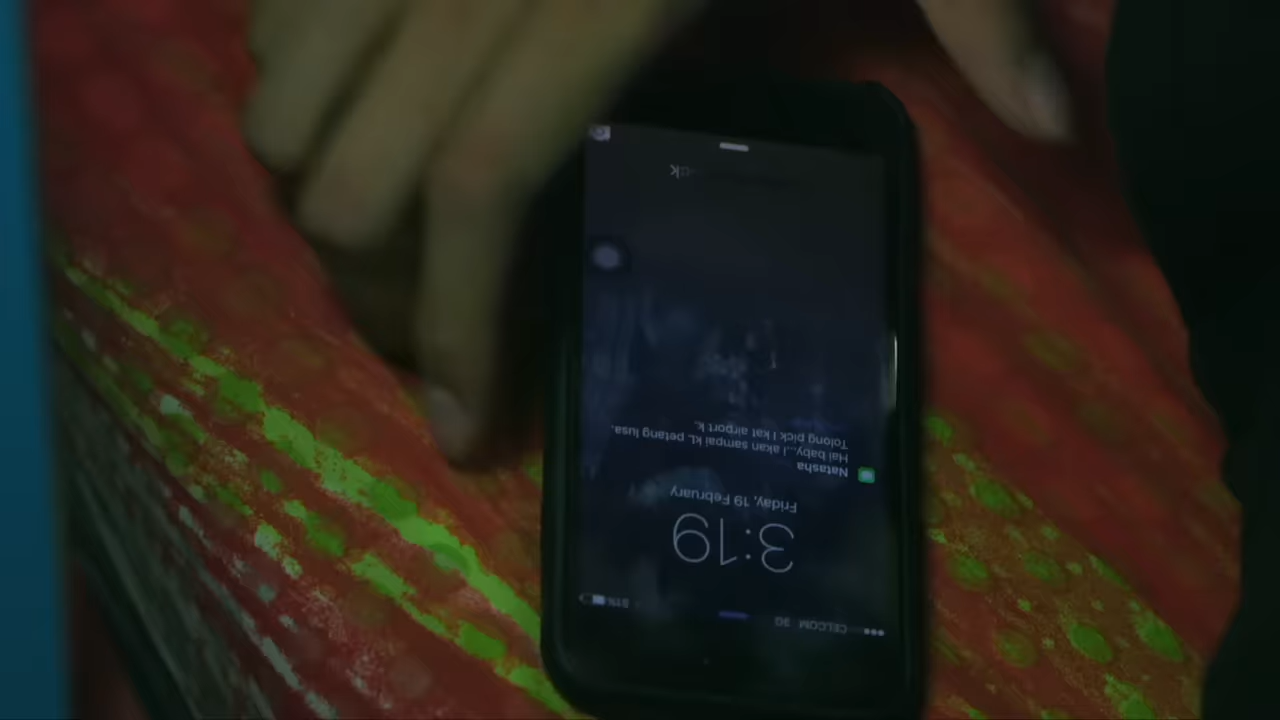 CELCOM 3G 81%
3:19
Friday, 19 February
Natasha
Hai baby...I akan sampai KL petang lusa.
Tolong pick I kat airport k.